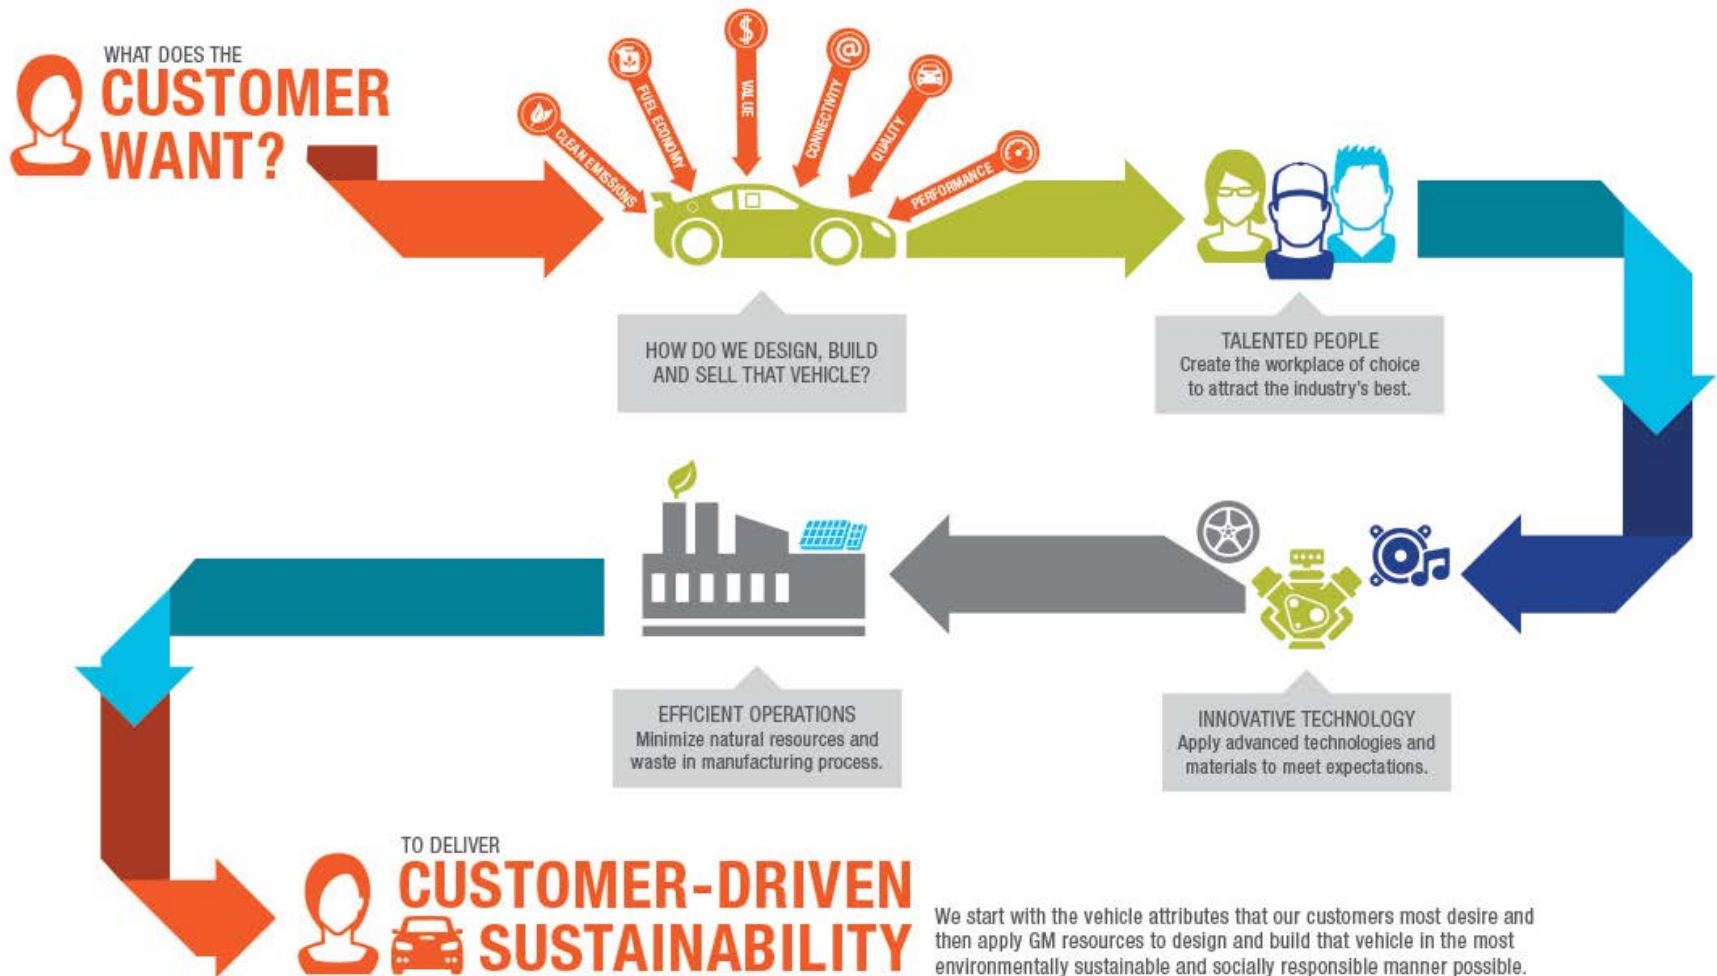 WHAT DOES THE
CUSTOMER
WANT?
CLEAN EMISSIONS
FUEL ECONOMY
VALUE
$
CONNECTIVITY
@
QUALITY
PERFORMANCE
HOW DO WE DESIGN, BUILD
AND SELL THAT VEHICLE?
TALENTED PEOPLE
Create the workplace of choice
to attract the industry's best.
INNOVATIVE TECHNOLOGY
Apply advanced technologies and
materials to meet expectations.
EFFICIENT OPERATIONS
Minimize natural resources and
waste in manufacturing process.
TO DELIVER
CUSTOMER-DRIVEN
SUSTAINABILITY
We start with the vehicle attributes that our customers most desire and
then apply GM resources to design and build that vehicle in the most
environmentally sustainable and socially responsible manner possible.